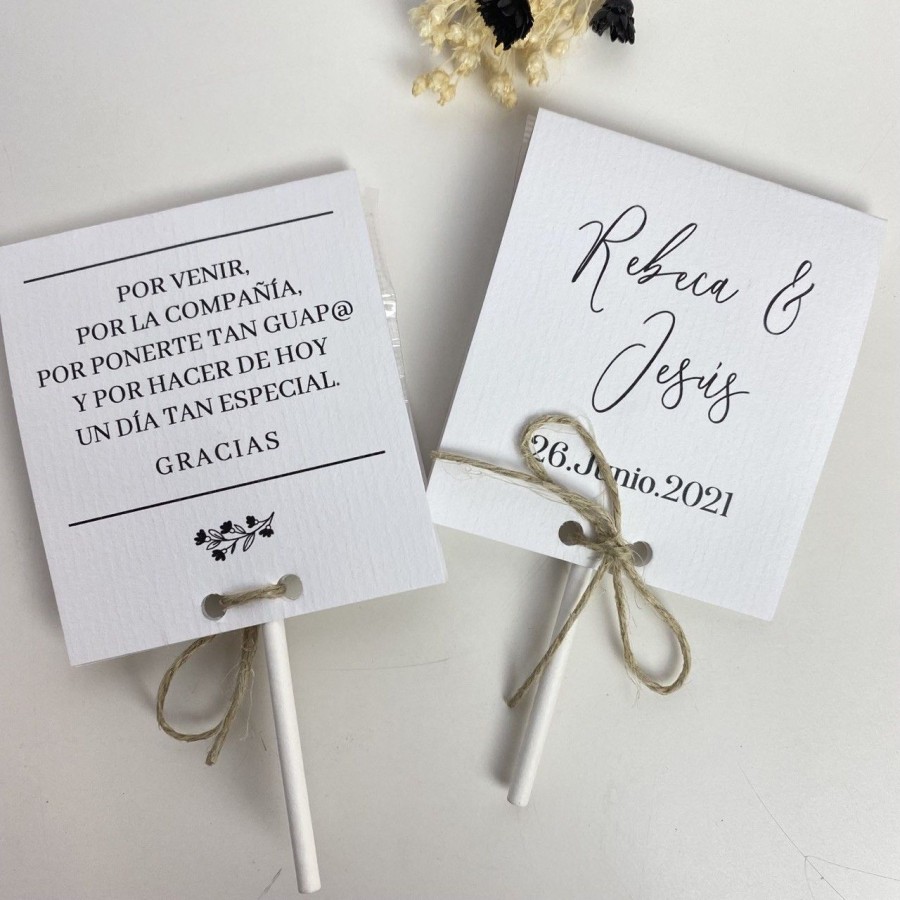 POR VENIR,
POR LA COMPAÑÍA,
POR PONERTE TAN GUAP@
Y POR HACER DE HOY
UN DÍA TAN ESPECIAL.
GRACIAS
Rebeca &
Jesús
26.Junio.2021